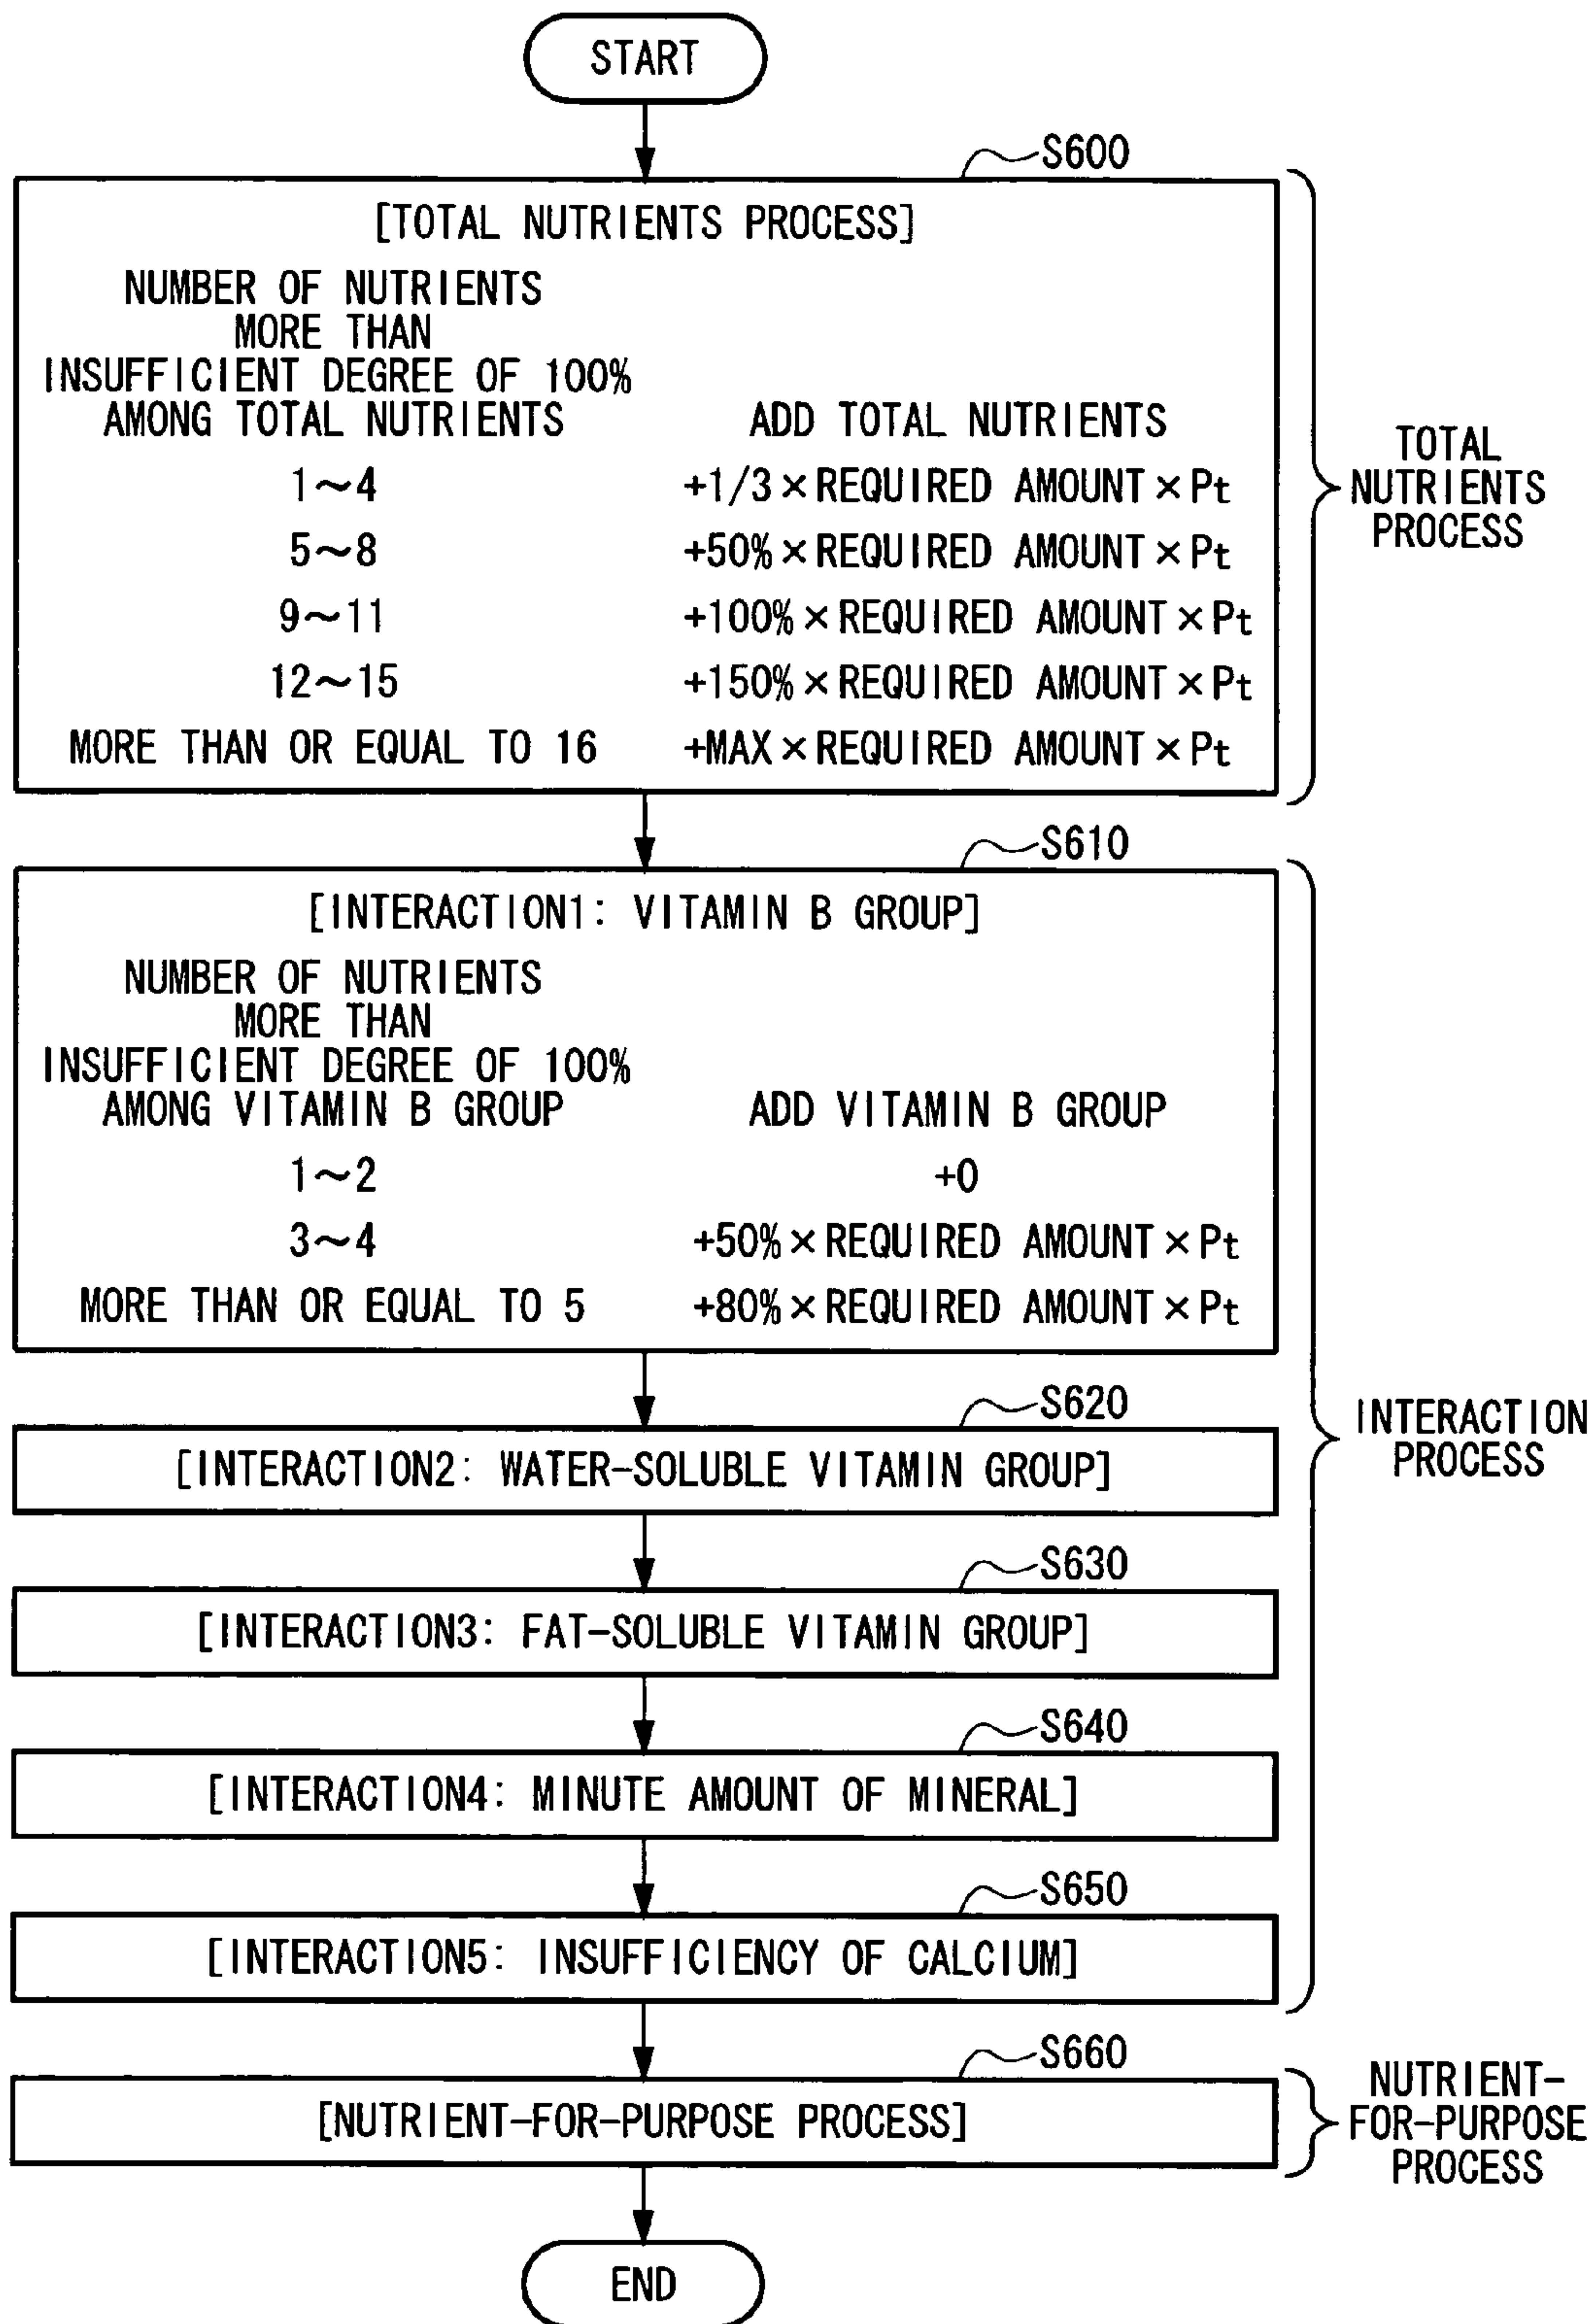 START
S600
[TOTAL NUTRIENTS PROCESS]
NUMBER OF NUTRIENTS
MORE THAN
INSUFFICIENT DEGREE OF 100%
AMONG TOTAL NUTRIENTS ADD TOTAL NUTRIENTS
1～4 +1/3×REQUIRED AMOUNT×Pt
5～8 +50%×REQUIRED AMOUNT×Pt
9～11 +100%×REQUIRED AMOUNT×Pt
12～15 +150%×REQUIRED AMOUNT×Pt
MORE THAN OR EQUAL TO 16 +MAX×REQUIRED AMOUNT×Pt
TOTAL
NUTRIENTS
PROCESS
S610
[INTERACTION1: VITAMIN B GROUP]
NUMBER OF NUTRIENTS
MORE THAN
INSUFFICIENT DEGREE OF 100%
AMONG VITAMIN B GROUP ADD VITAMIN B GROUP
1～2 +0
3～4 +50%×REQUIRED AMOUNT×Pt
MORE THAN OR EQUAL TO 5 +80%×REQUIRED AMOUNT×Pt
S620
[INTERACTION2: WATER-SOLUBLE VITAMIN GROUP]
INTERACTION
PROCESS
S630
[INTERACTION3: FAT-SOLUBLE VITAMIN GROUP]
S640
[INTERACTION4: MINUTE AMOUNT OF MINERAL]
S650
[INTERACTION5: INSUFFICIENCY OF CALCIUM]
S660
[NUTRIENT-FOR-PURPOSE PROCESS]
NUTRIENT-
FOR-PURPOSE
PROCESS
END